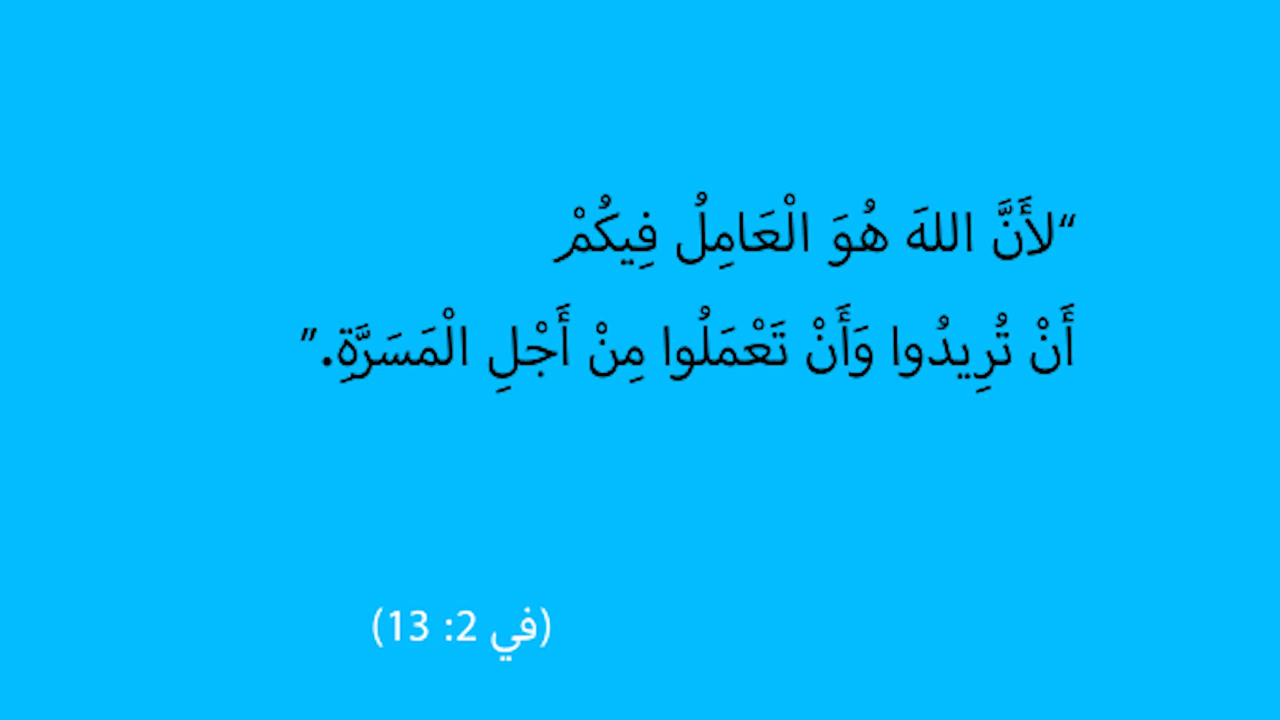 “لأَنَّ اللهَ هُوَ الْعَامِلُ فِيكُمْ
أَنْ تُرِيدُوا وَأَنْ تَعْمَلُوا مِنْ أَجْلِ الْمَسَرَّةِ.”
(في 2: 13)